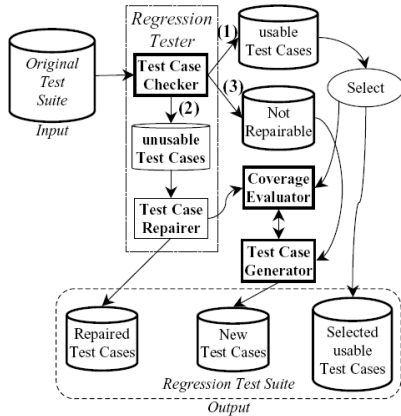 Regression
Tester
(1)
usable
Test Cases
Original
Test
Suite
Input
Test Case
Checker
(2)
(3)
Not
Repairable
Select
unusable
Test Cases
Coverage
Evaluator
Test Case
Repairer
Test Case
Generator
Repaired
Test Cases
New
Test Cases
Selected
usable
Test Cases
Regression Test Suite
Output